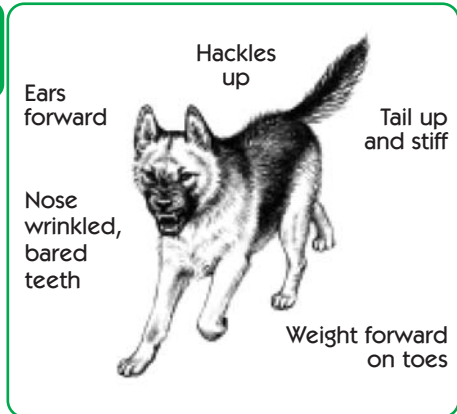 Hackles
up
Ears
forward
Tail up
and stiff
Nose
wrinkled,
bared
teeth
Weight forward
on toes